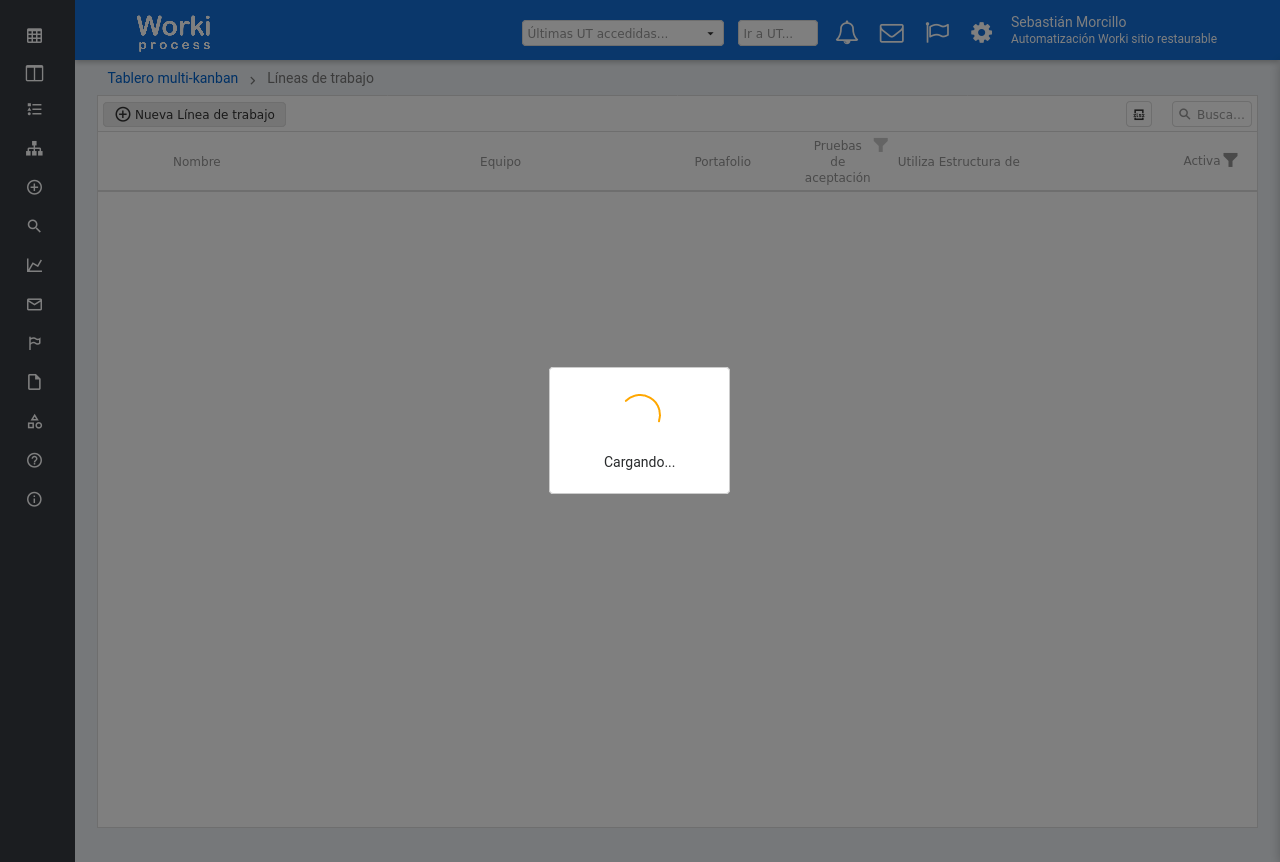 Worki
process
Últimas UT accedidas...
Ir a UT...
Sebastián Morcillo
Automatización Worki sitio restaurable
Tablero multi-kanban > Líneas de trabajo
Nueva Línea de trabajo
Busca...
Nombre
Equipo
Portafolio
Pruebas
de
aceptación
Utiliza Estructura de
Activa
Cargando...